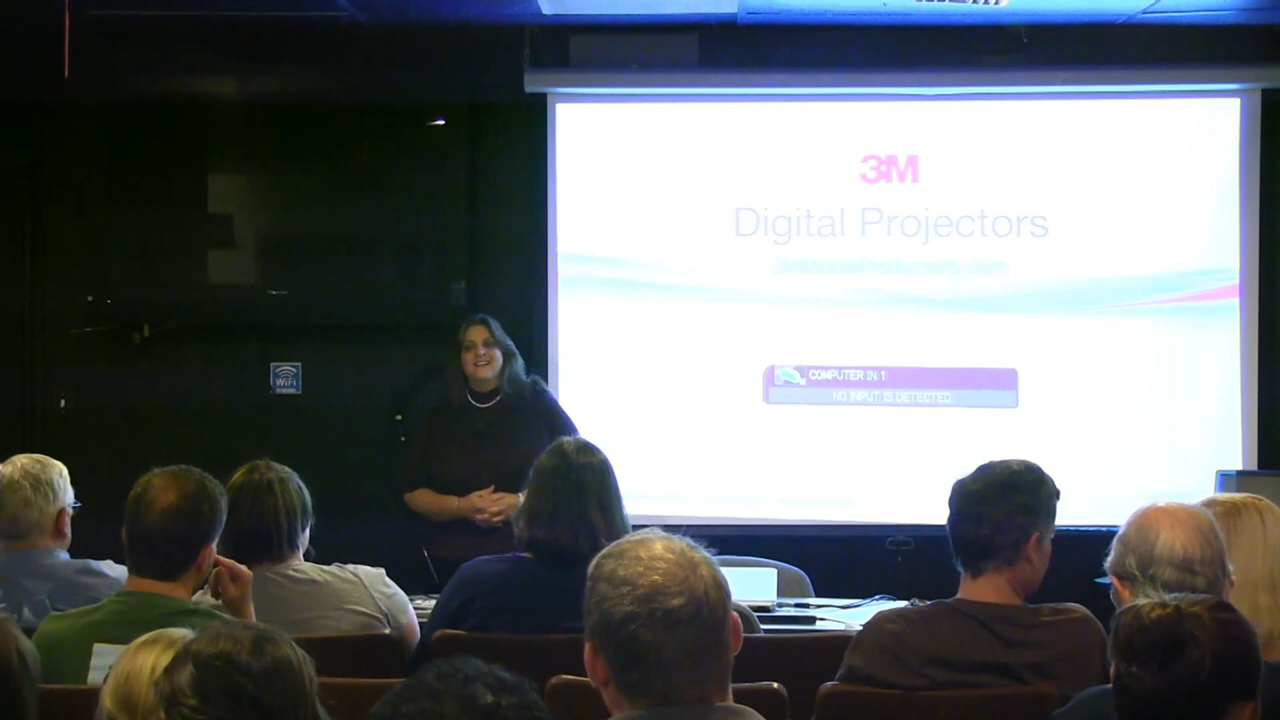 3M
Digital Projectors
COMPUTER IN 1
NO INPUT IS DETECTED
WiFi